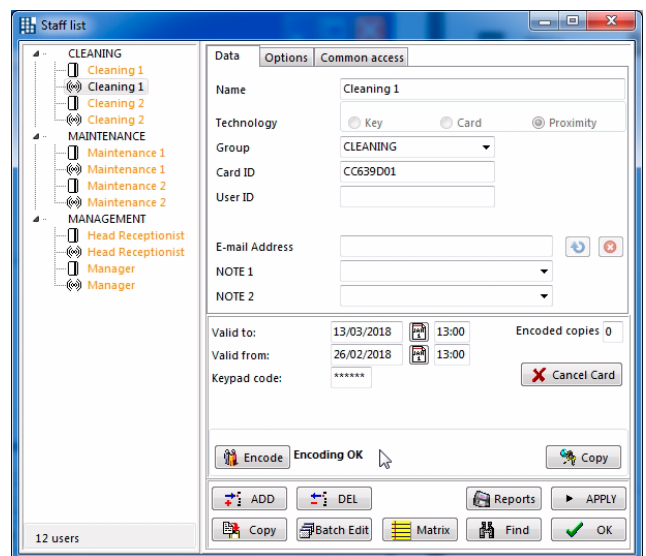 Staff list
CLEANING
Cleaning 1
Cleaning 1
Cleaning 2
Cleaning 2
MAINTENANCE
Maintenance 1
Maintenance 1
Maintenance 2
Maintenance 2
MANAGEMENT
Head Receptionist
Head Receptionist
Manager
Manager
12 users
Data Options Common access
Name Cleaning 1
Technology Key Card Proximity
Group CLEANING
Card ID CC639D01
User ID
E-mail Address
NOTE 1
NOTE 2
Valid to: 13/03/2018 13:00 Encoded copies 0
Valid from: 26/02/2018 13:00
Keypad code: ****** Cancel Card
Encode Encoding OK Copy
ADD DEL Reports APPLY
Copy Batch Edit Matrix Find OK